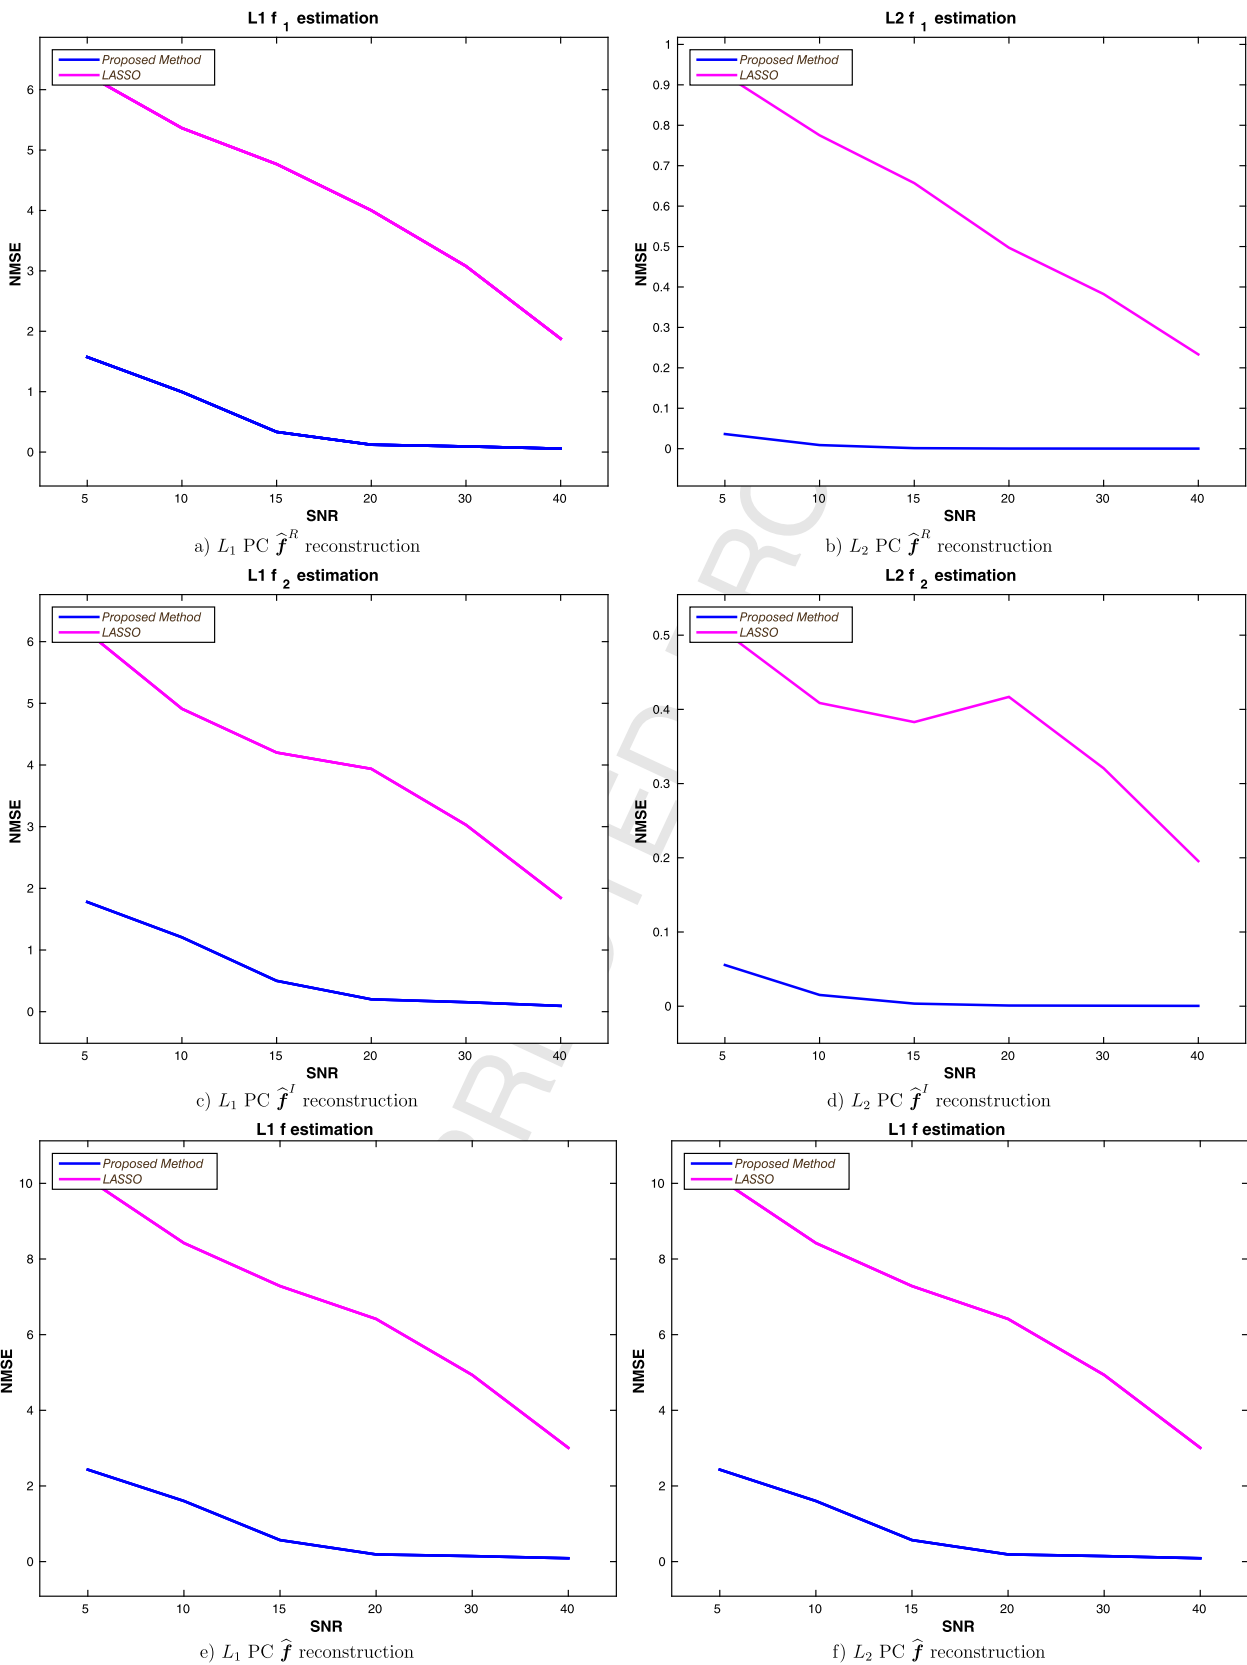 L1 f 1 estimation
Proposed Method
LASSO
6
5
4
3
2
1
0
NMSE
5 10 15 20 30 40
SNR
a) L1 PC f̂^R reconstruction
L2 f 1 estimation
Proposed Method
LASSO
1
0.9
0.8
0.7
0.6
0.5
0.4
0.3
0.2
0.1
0
NMSE
5 10 15 20 30 40
SNR
b) L2 PC f̂^R reconstruction
L1 f 2 estimation
Proposed Method
LASSO
6
5
4
3
2
1
0
NMSE
5 10 15 20 30 40
SNR
c) L1 PC f̂^I reconstruction
L2 f 2 estimation
Proposed Method
LASSO
0.5
0.4
0.3
0.2
0.1
0
NMSE
5 10 15 20 30 40
SNR
d) L2 PC f̂^I reconstruction
L1 f estimation
Proposed Method
LASSO
10
8
6
4
2
0
NMSE
5 10 15 20 30 40
SNR
e) L1 PC f̂ reconstruction
L1 f estimation
Proposed Method
LASSO
10
8
6
4
2
0
NMSE
5 10 15 20 30 40
SNR
f) L2 PC f̂ reconstruction